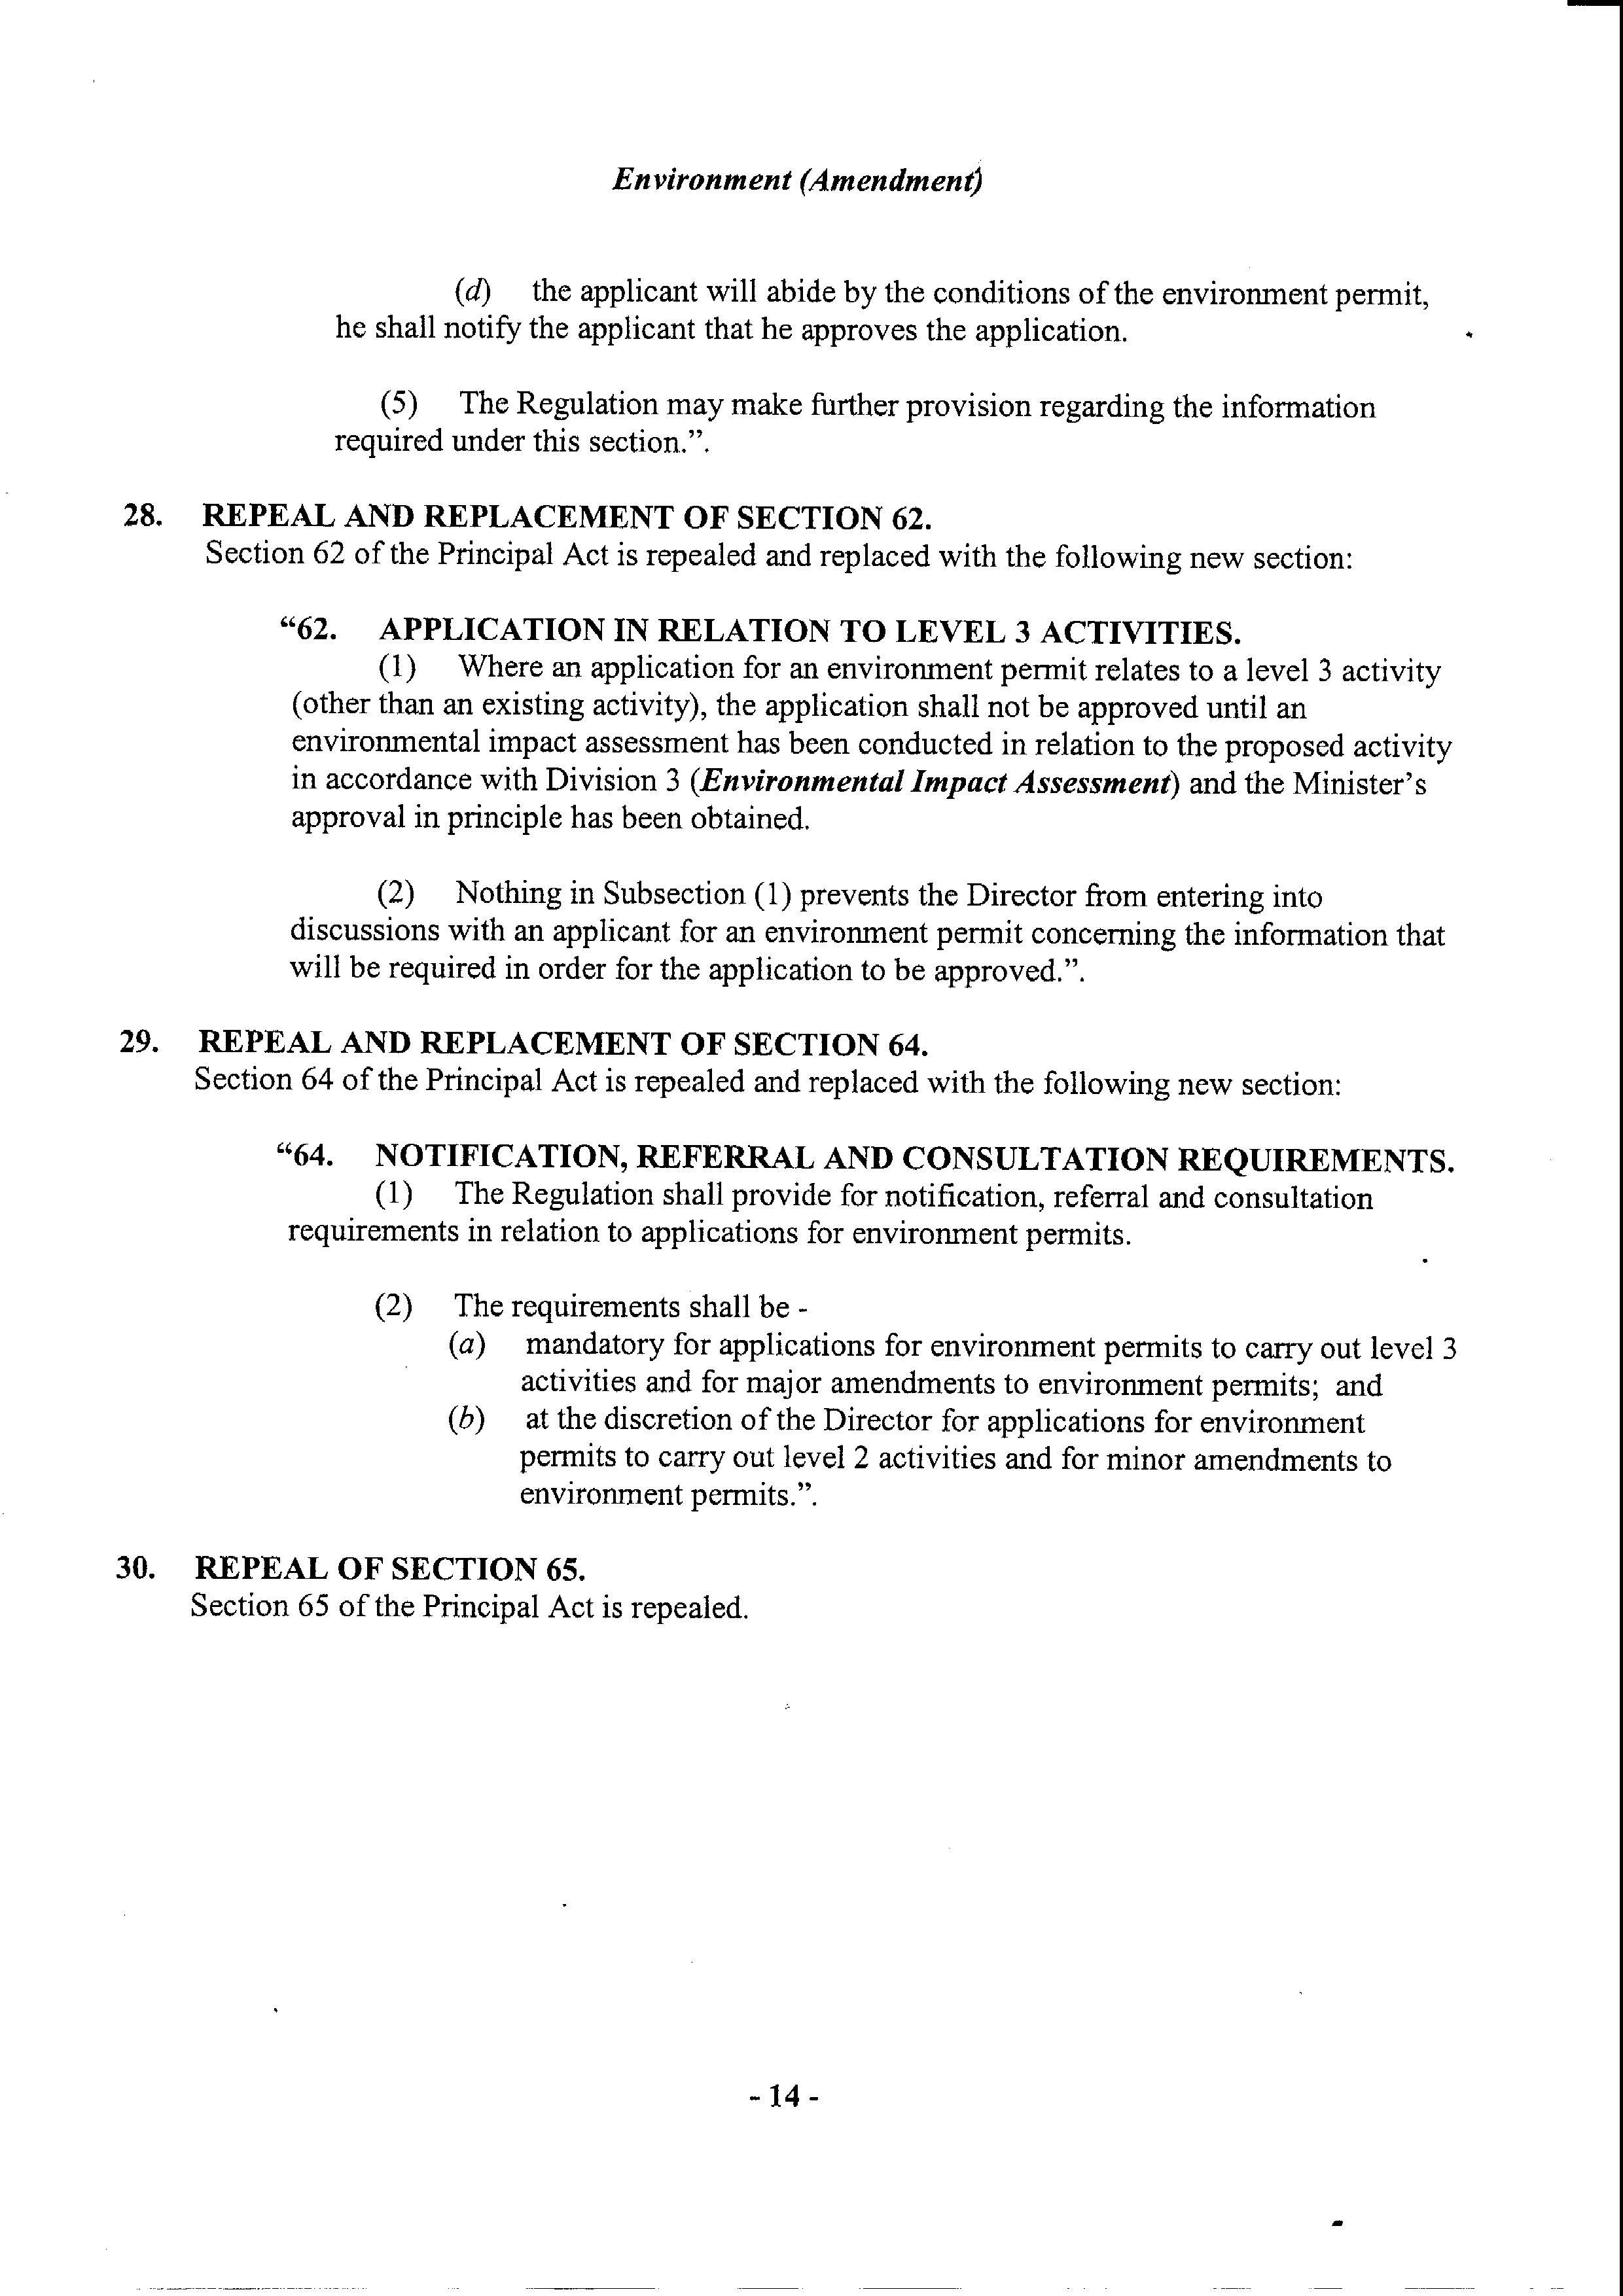 Environment (Amendment)
(d) the applicant will abide by the conditions of the environment permit,
he shall notify the applicant that he approves the application.
(5) The Regulation may make further provision regarding the information
required under this section.”.
28. REPEAL AND REPLACEMENT OF SECTION 62.
Section 62 of the Principal Act is repealed and replaced with the following new section:
“62. APPLICATION IN RELATION TO LEVEL 3 ACTIVITIES.
(1) Where an application for an environment permit relates to a level 3 activity
(other than an existing activity), the application shall not be approved until an
environmental impact assessment has been conducted in relation to the proposed activity
in accordance with Division 3 (Environmental Impact Assessment) and the Minister’s
approval in principle has been obtained.
(2) Nothing in Subsection (1) prevents the Director from entering into
discussions with an applicant for an environment permit concerning the information that
will be required in order for the application to be approved.”.
29. REPEAL AND REPLACEMENT OF SECTION 64.
Section 64 of the Principal Act is repealed and replaced with the following new section:
“64. NOTIFICATION, REFERRAL AND CONSULTATION REQUIREMENTS.
(1) The Regulation shall provide for notification, referral and consultation
requirements in relation to applications for environment permits.
(2) The requirements shall be -
(a) mandatory for applications for environment permits to carry out level 3
activities and for major amendments to environment permits; and
(b) at the discretion of the Director for applications for environment
permits to carry out level 2 activities and for minor amendments to
environment permits.”.
30. REPEAL OF SECTION 65.
Section 65 of the Principal Act is repealed.
- 14 -